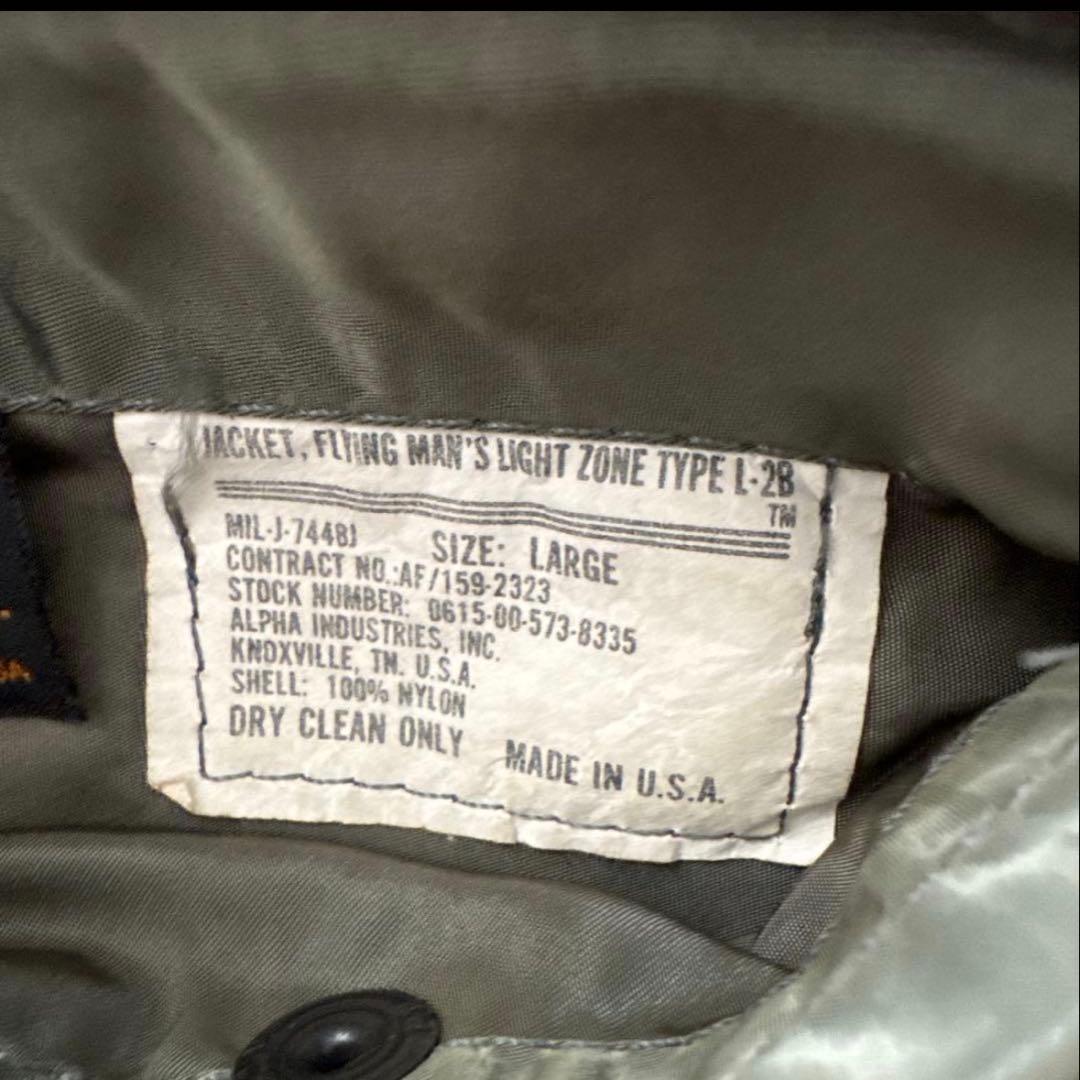 JACKET, FLYING MAN'S LIGHT ZONE TYPE L-2B
TM
MIL-J-7448J
SIZE: LARGE
CONTRACT NO.:AF/159-2323
STOCK NUMBER: 0615-00-573-8335
ALPHA INDUSTRIES, INC.
KNOXVILLE, TN. U.S.A.
SHELL: 100% NYLON
DRY CLEAN ONLY
MADE IN U.S.A.